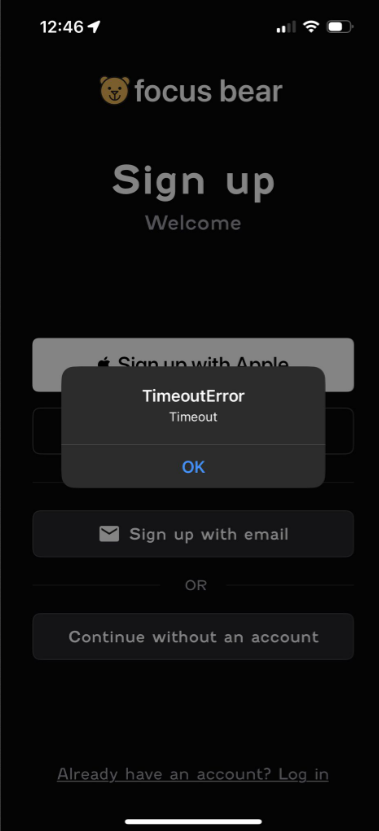 12:46
focus bear
Sign up
Welcome
Sign up with Apple
TimeoutError
Timeout
OK
Sign up with email
OR
Continue without an account
Already have an account? Log in